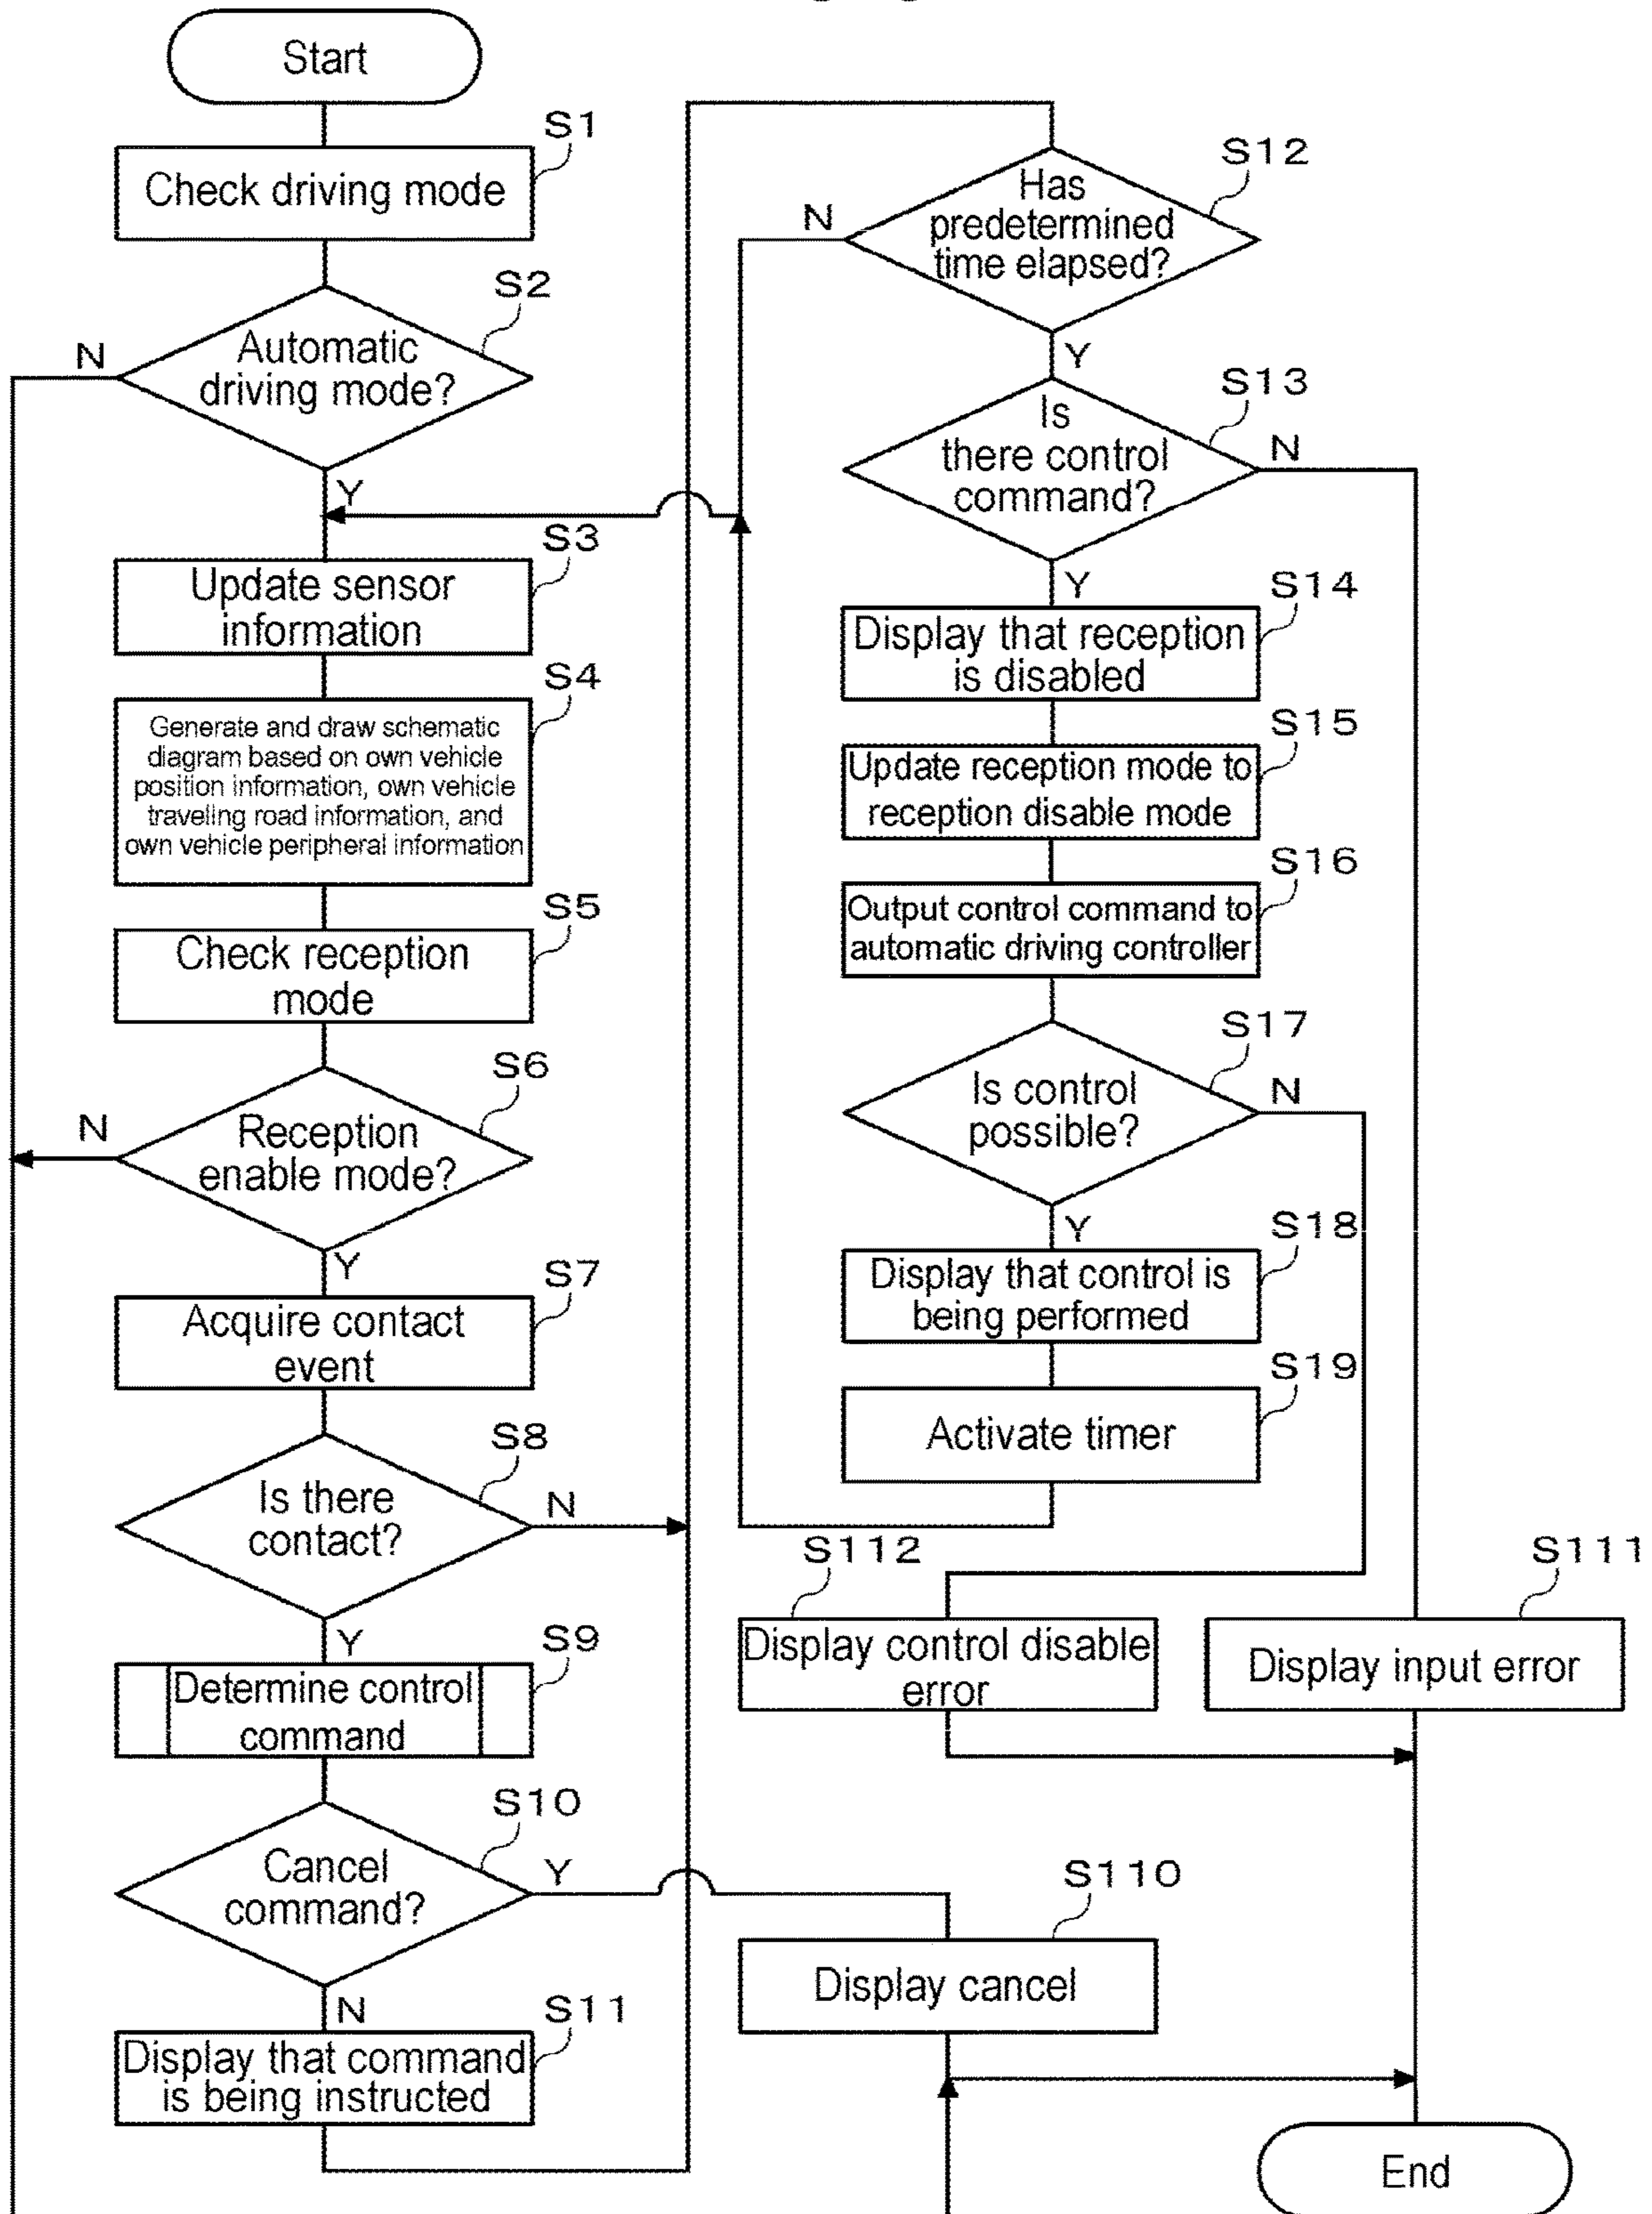 Start
S1
Check driving mode
S2
Automatic
driving mode?
N
Y
S3
Update sensor
information
S4
Generate and draw schematic
diagram based on own vehicle
position information, own vehicle
traveling road information, and
own vehicle peripheral information
S5
Check reception
mode
S6
Reception
enable mode?
N
Y
S7
Acquire contact
event
S8
Is there
contact?
N
Y
S9
Determine control
command
S10
Cancel
command?
Y
N
S11
Display that command
is being instructed
S12
Has
predetermined
time elapsed?
N
Y
S13
Is
there control
command?
N
Y
S14
Display that reception
is disabled
S15
Update reception mode to
reception disable mode
S16
Output control command to
automatic driving controller
S17
Is control
possible?
N
Y
S18
Display that control is
being performed
S19
Activate timer
S112
Display control disable
error
S111
Display input error
S110
Display cancel
End